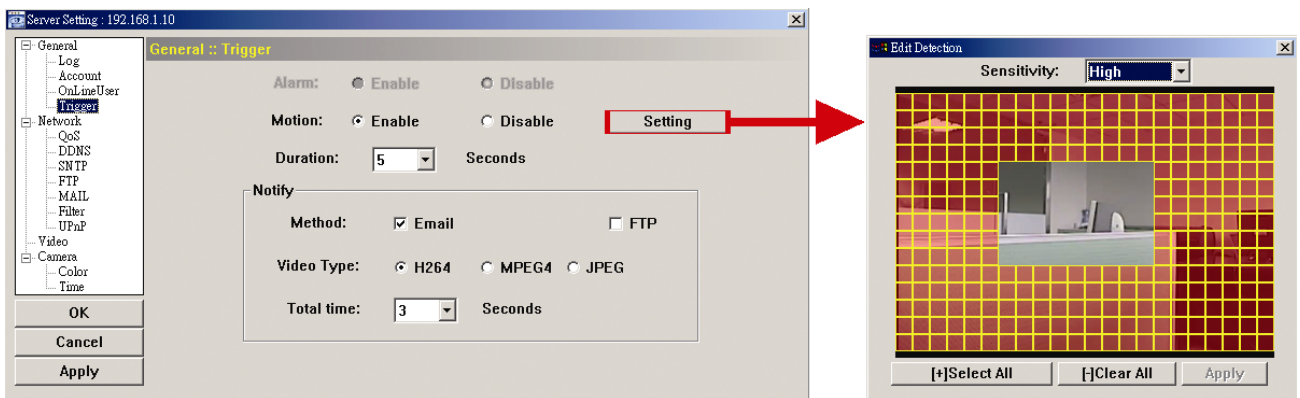 Server Setting : 192.168.1.10
General
Log
Account
OnLineUser
Trigger
Network
QoS
DDNS
SNTP
FTP
MAIL
Filter
UPnP
Video
Camera
Color
Time
OK
Cancel
Apply
General :: Trigger
Alarm: Enable Disable
Motion: Enable Disable Setting
Duration: 5 Seconds
Notify
Method: Email FTP
Video Type: H264 MPEG4 JPEG
Total time: 3 Seconds
Edit Detection
Sensitivity: High
[+]Select All [-]Clear All Apply